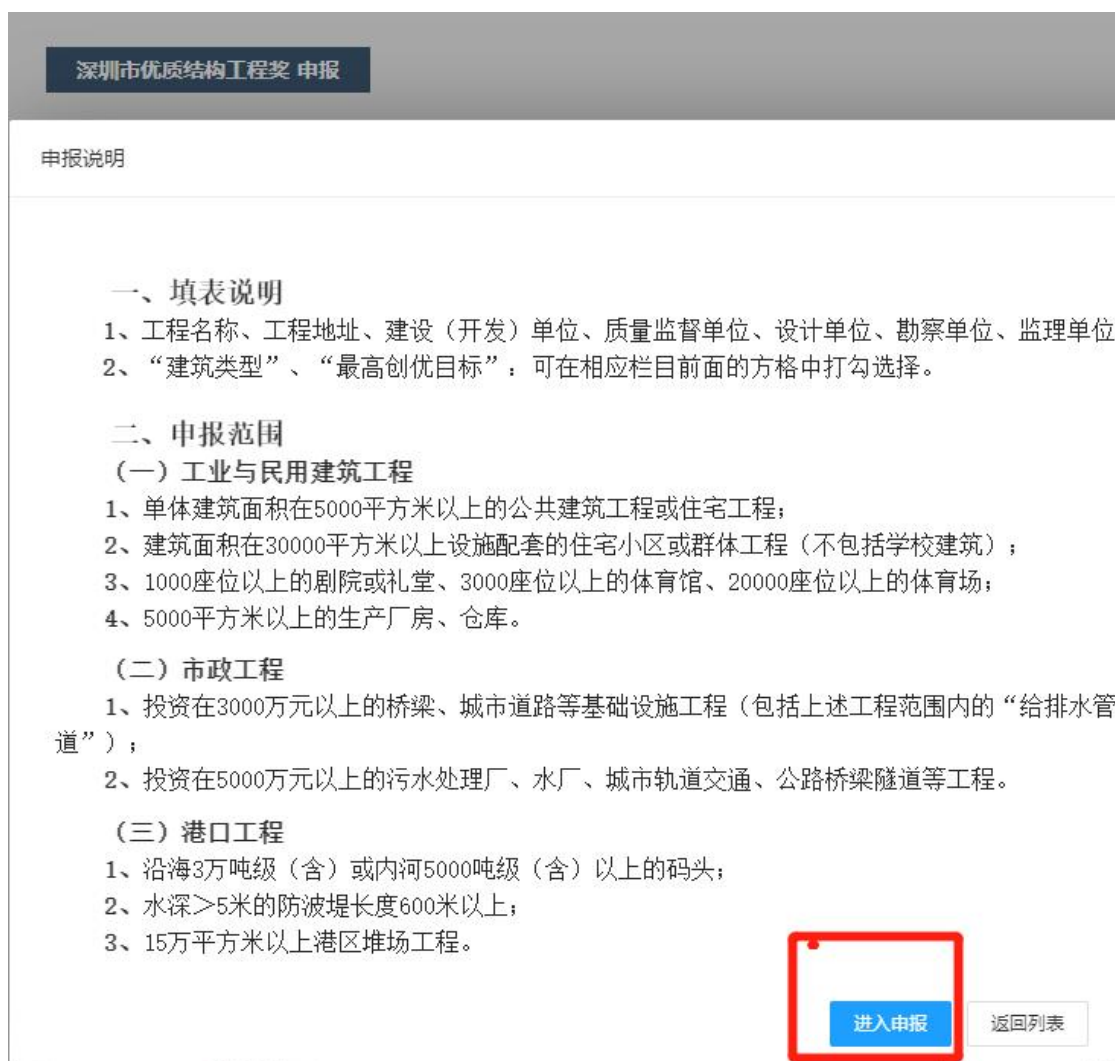 深圳市优质结构工程奖 申报
申报说明
一、填表说明
1、工程名称、工程地址、建设（开发）单位、质量监督单位、设计单位、勘察单位、监理单位
2、“建筑类型”、“最高创优目标”：可在相应栏目前面的方格中打勾选择。
二、申报范围
（一）工业与民用建筑工程
1、单体建筑面积在5000平方米以上的公共建筑工程或住宅工程；
2、建筑面积在30000平方米以上设施配套的住宅小区或群体工程（不包括学校建筑）；
3、1000座位以上的剧院或礼堂、3000座位以上的体育馆、20000座位以上的体育场；
4、5000平方米以上的生产厂房、仓库。
（二）市政工程
1、投资在3000万元以上的桥梁、城市道路等基础设施工程（包括上述工程范围内的“给排水管
道”）；
2、投资在5000万元以上的污水处理厂、水厂、城市轨道交通、公路桥梁隧道等工程。
（三）港口工程
1、沿海3万吨级（含）或内河5000吨级（含）以上的码头；
2、水深＞5米的防波堤长度600米以上；
3、15万平方米以上港区堆场工程。
进入申报 返回列表